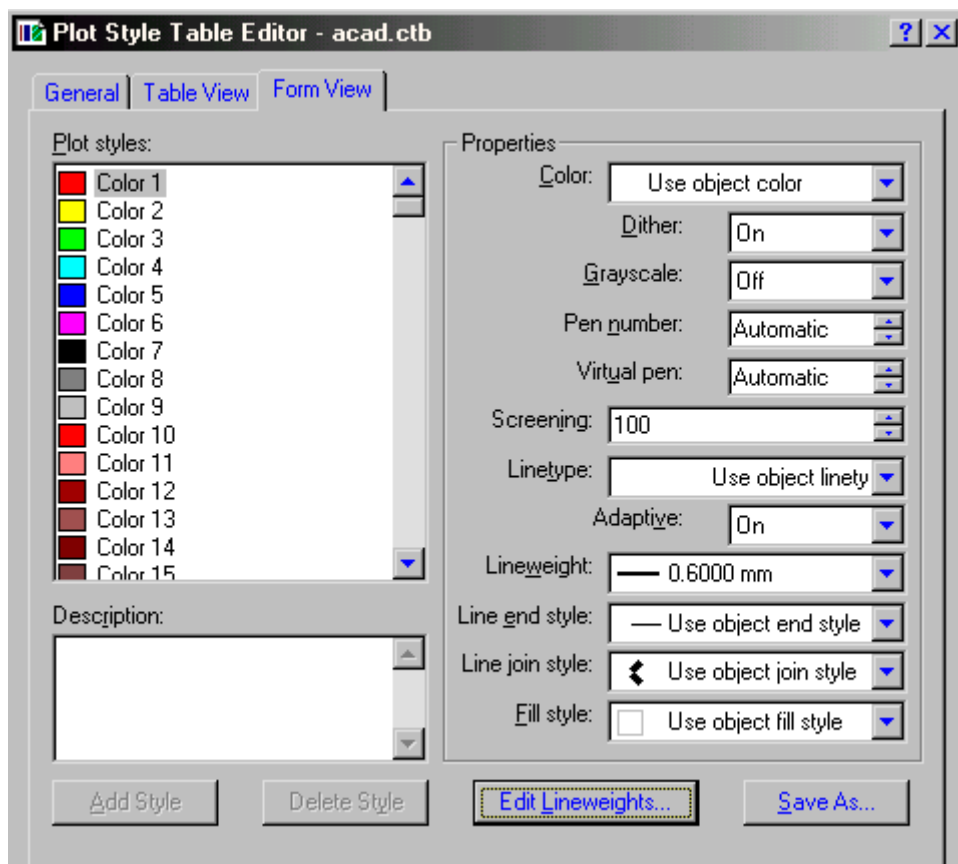 Plot Style Table Editor - acad.ctb
General
Table View
Form View
Plot styles:
Color 1
Color 2
Color 3
Color 4
Color 5
Color 6
Color 7
Color 8
Color 9
Color 10
Color 11
Color 12
Color 13
Color 14
Color 15
Description:
Add Style
Delete Style
Properties
Color: Use object color
Dither: On
Grayscale: Off
Pen number: Automatic
Virtual pen: Automatic
Screening: 100
Linetype: Use object linety
Adaptive: On
Lineweight: 0.6000 mm
Line end style: Use object end style
Line join style: Use object join style
Fill style: Use object fill style
Edit Lineweights...
Save As...